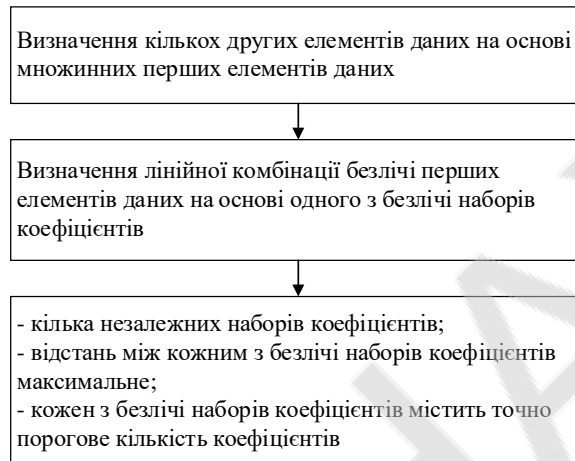 Визначення кількох других елементів даних на основі
множинних перших елементів даних
Визначення лінійної комбінації безлічі перших
елементів даних на основі одного з безлічі наборів
коефіцієнтів
- кілька незалежних наборів коефіцієнтів;
- відстань між кожним з безлічі наборів коефіцієнтів
максимальне;
- кожен з безлічі наборів коефіцієнтів містить точно
порогове кількість коефіцієнтів